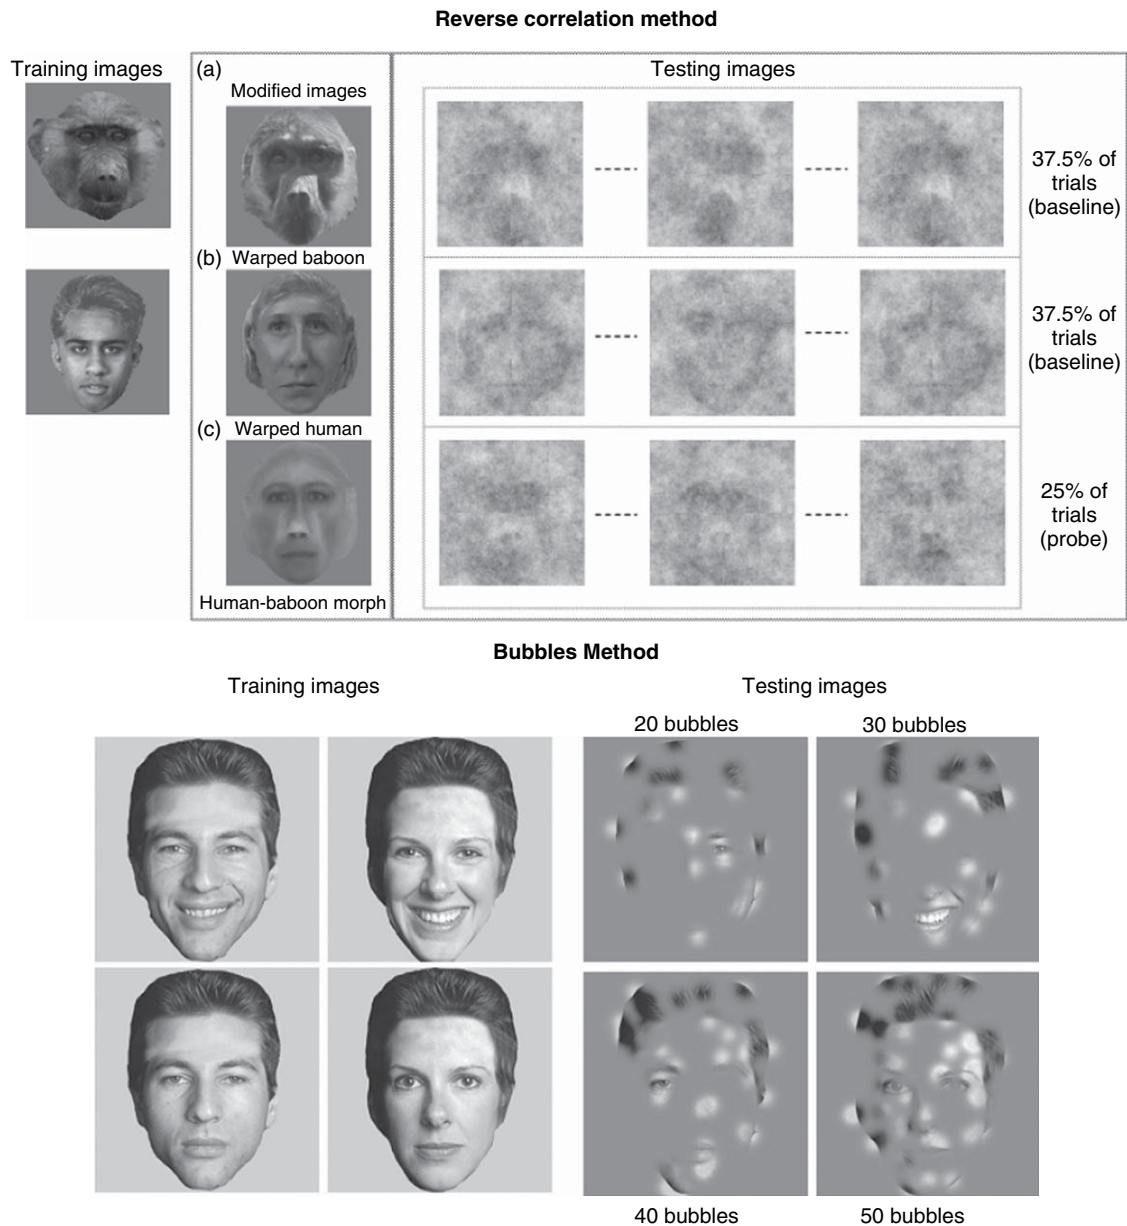 Reverse correlation method
Training images
(a)
Modified images
Testing images
37.5% of
trials
(baseline)
(b)
Warped baboon
37.5% of
trials
(baseline)
(c)
Warped human
25% of
trials
(probe)
Human-baboon morph
Bubbles Method
Training images
Testing images
20 bubbles
30 bubbles
40 bubbles
50 bubbles